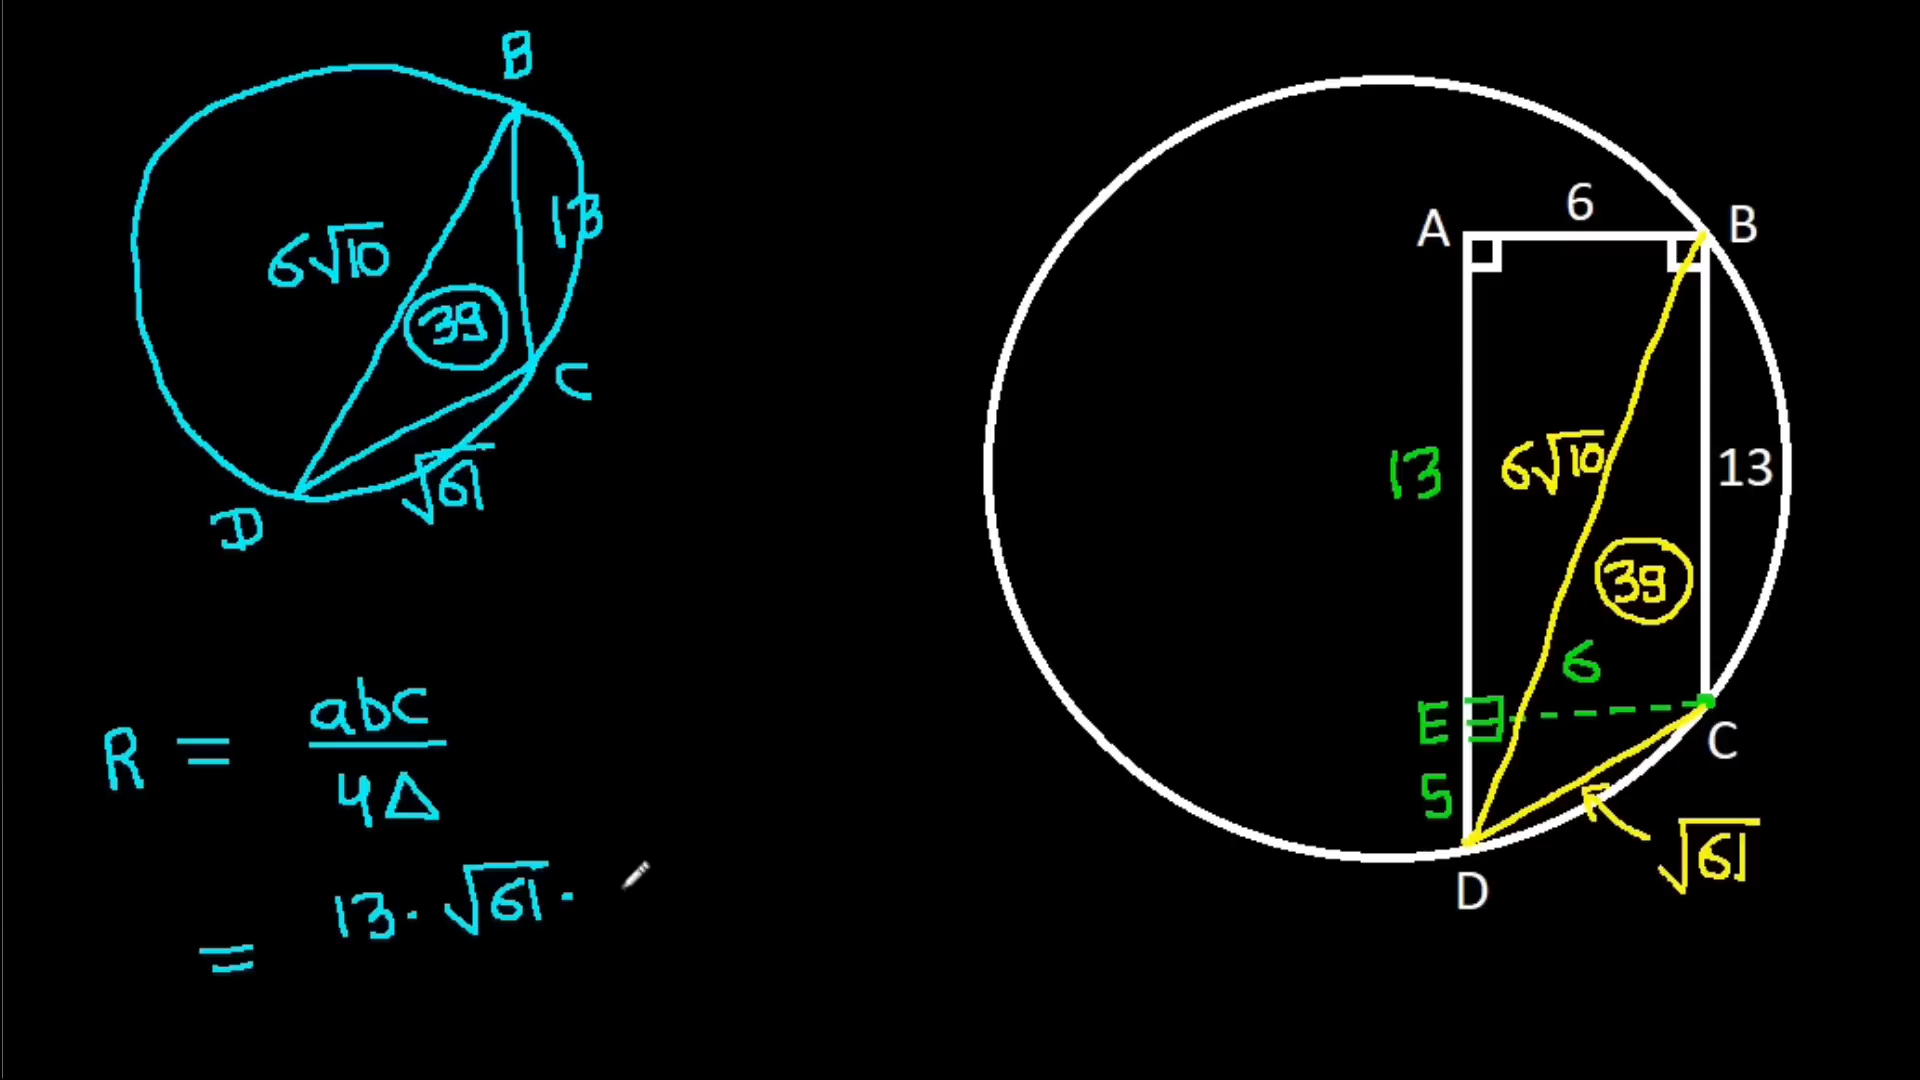 B
6√10
13
39
C
√61
D
R = abc / 4Δ
= 13 · √61 ·
6
A
B
13
6√10
13
39
6
E
C
5
√61
D